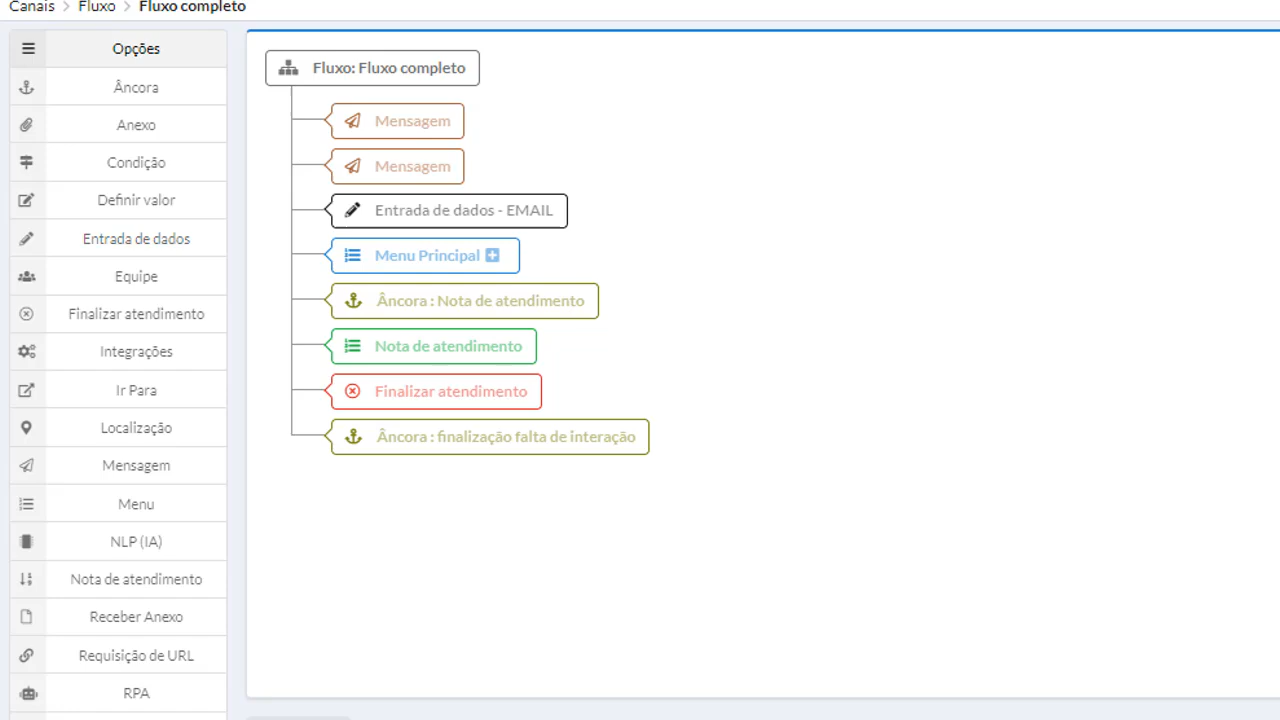 Canais > Fluxo > Fluxo completo
Opções
Âncora
Anexo
Condição
Definir valor
Entrada de dados
Equipe
Finalizar atendimento
Integrações
Ir Para
Localização
Mensagem
Menu
NLP (IA)
Nota de atendimento
Receber Anexo
Requisição de URL
RPA
Fluxo: Fluxo completo
Mensagem
Mensagem
Entrada de dados - EMAIL
Menu Principal
Âncora : Nota de atendimento
Nota de atendimento
Finalizar atendimento
Âncora : finalização falta de interação